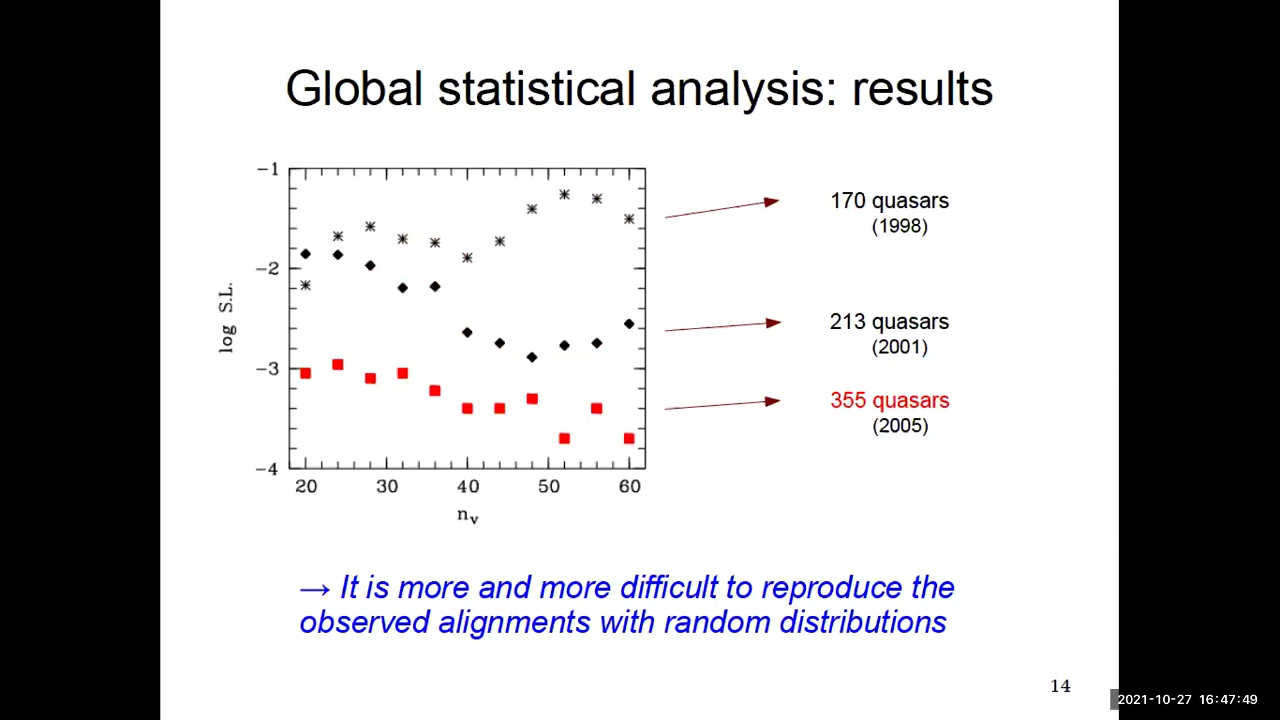 Global statistical analysis: results
−1
−2
−3
−4
log S.L.
20 30 40 50 60
nᵥ
170 quasars
(1998)
213 quasars
(2001)
355 quasars
(2005)
→ It is more and more difficult to reproduce the
observed alignments with random distributions
14
2021-10-27 16:47:49